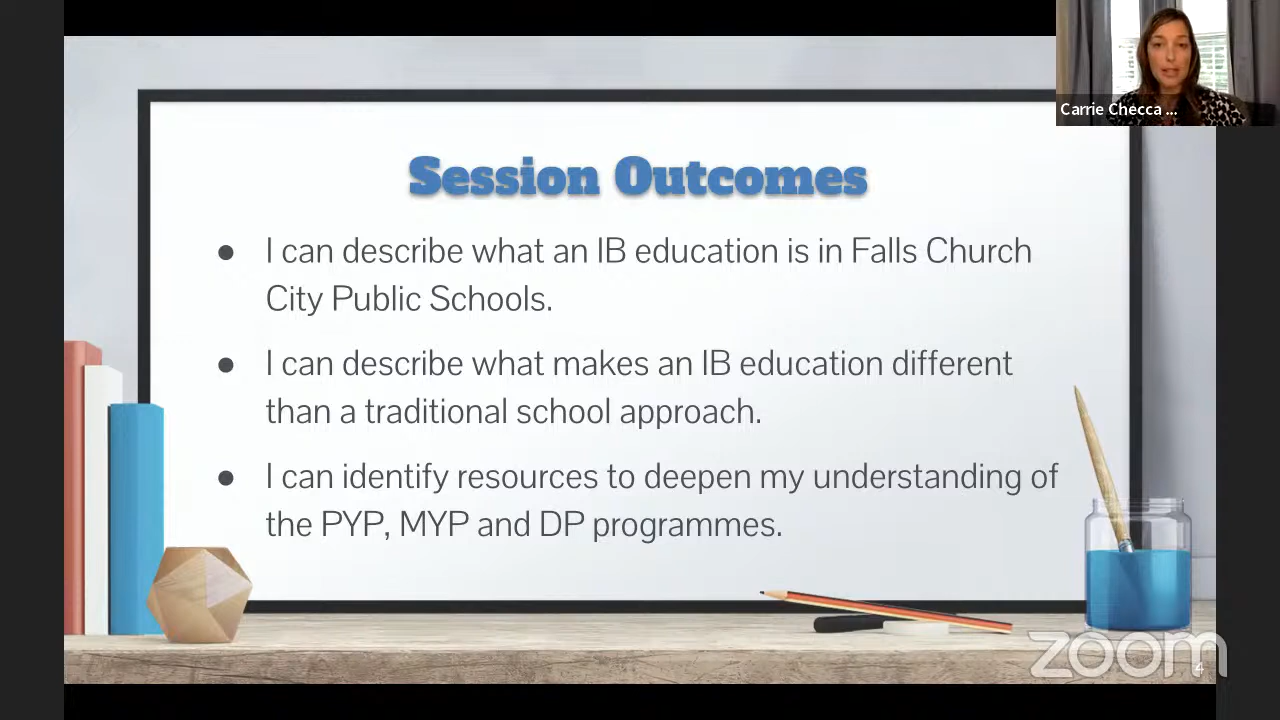 Carrie Checca ...
Session Outcomes
● I can describe what an IB education is in Falls Church
City Public Schools.
● I can describe what makes an IB education different
than a traditional school approach.
● I can identify resources to deepen my understanding of
the PYP, MYP and DP programmes.
zoom
4